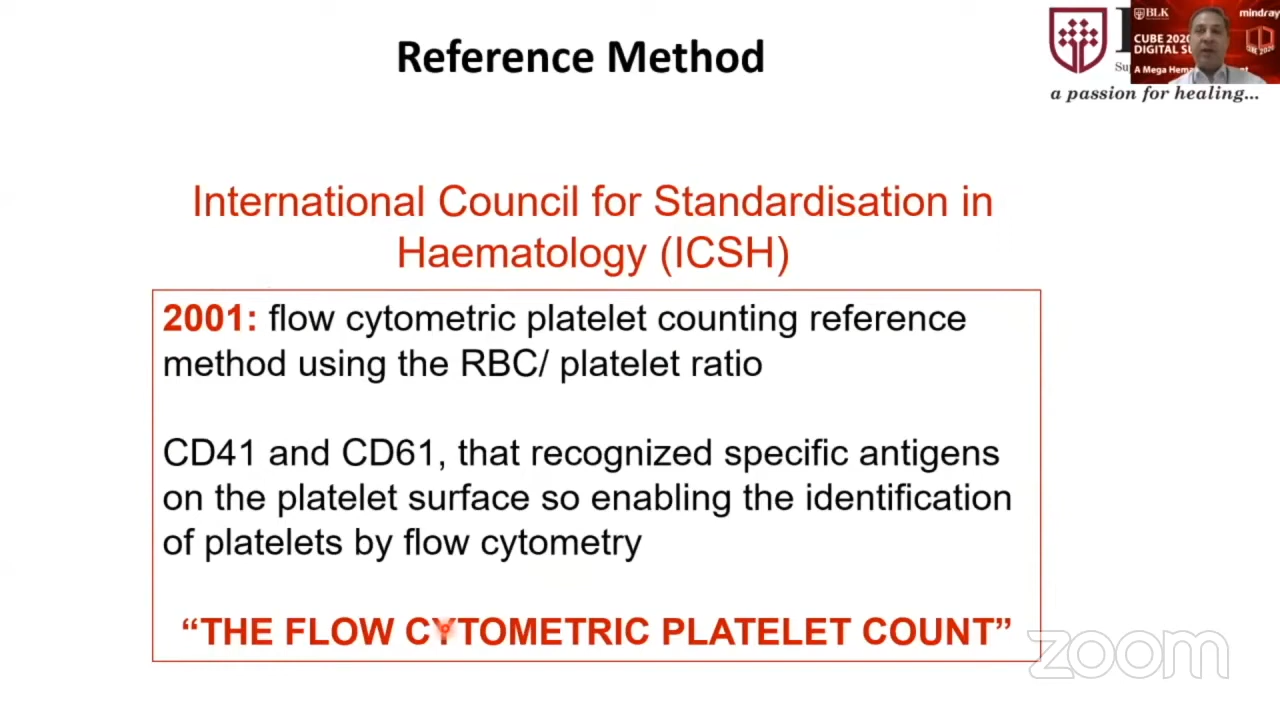 Reference Method
BLK
mindray
CUBE 2020
DIGITAL SU
A Mega Hema
a passion for healing...
International Council for Standardisation in
Haematology (ICSH)
2001: flow cytometric platelet counting reference
method using the RBC/ platelet ratio
CD41 and CD61, that recognized specific antigens
on the platelet surface so enabling the identification
of platelets by flow cytometry
“THE FLOW CYTOMETRIC PLATELET COUNT”
zoom